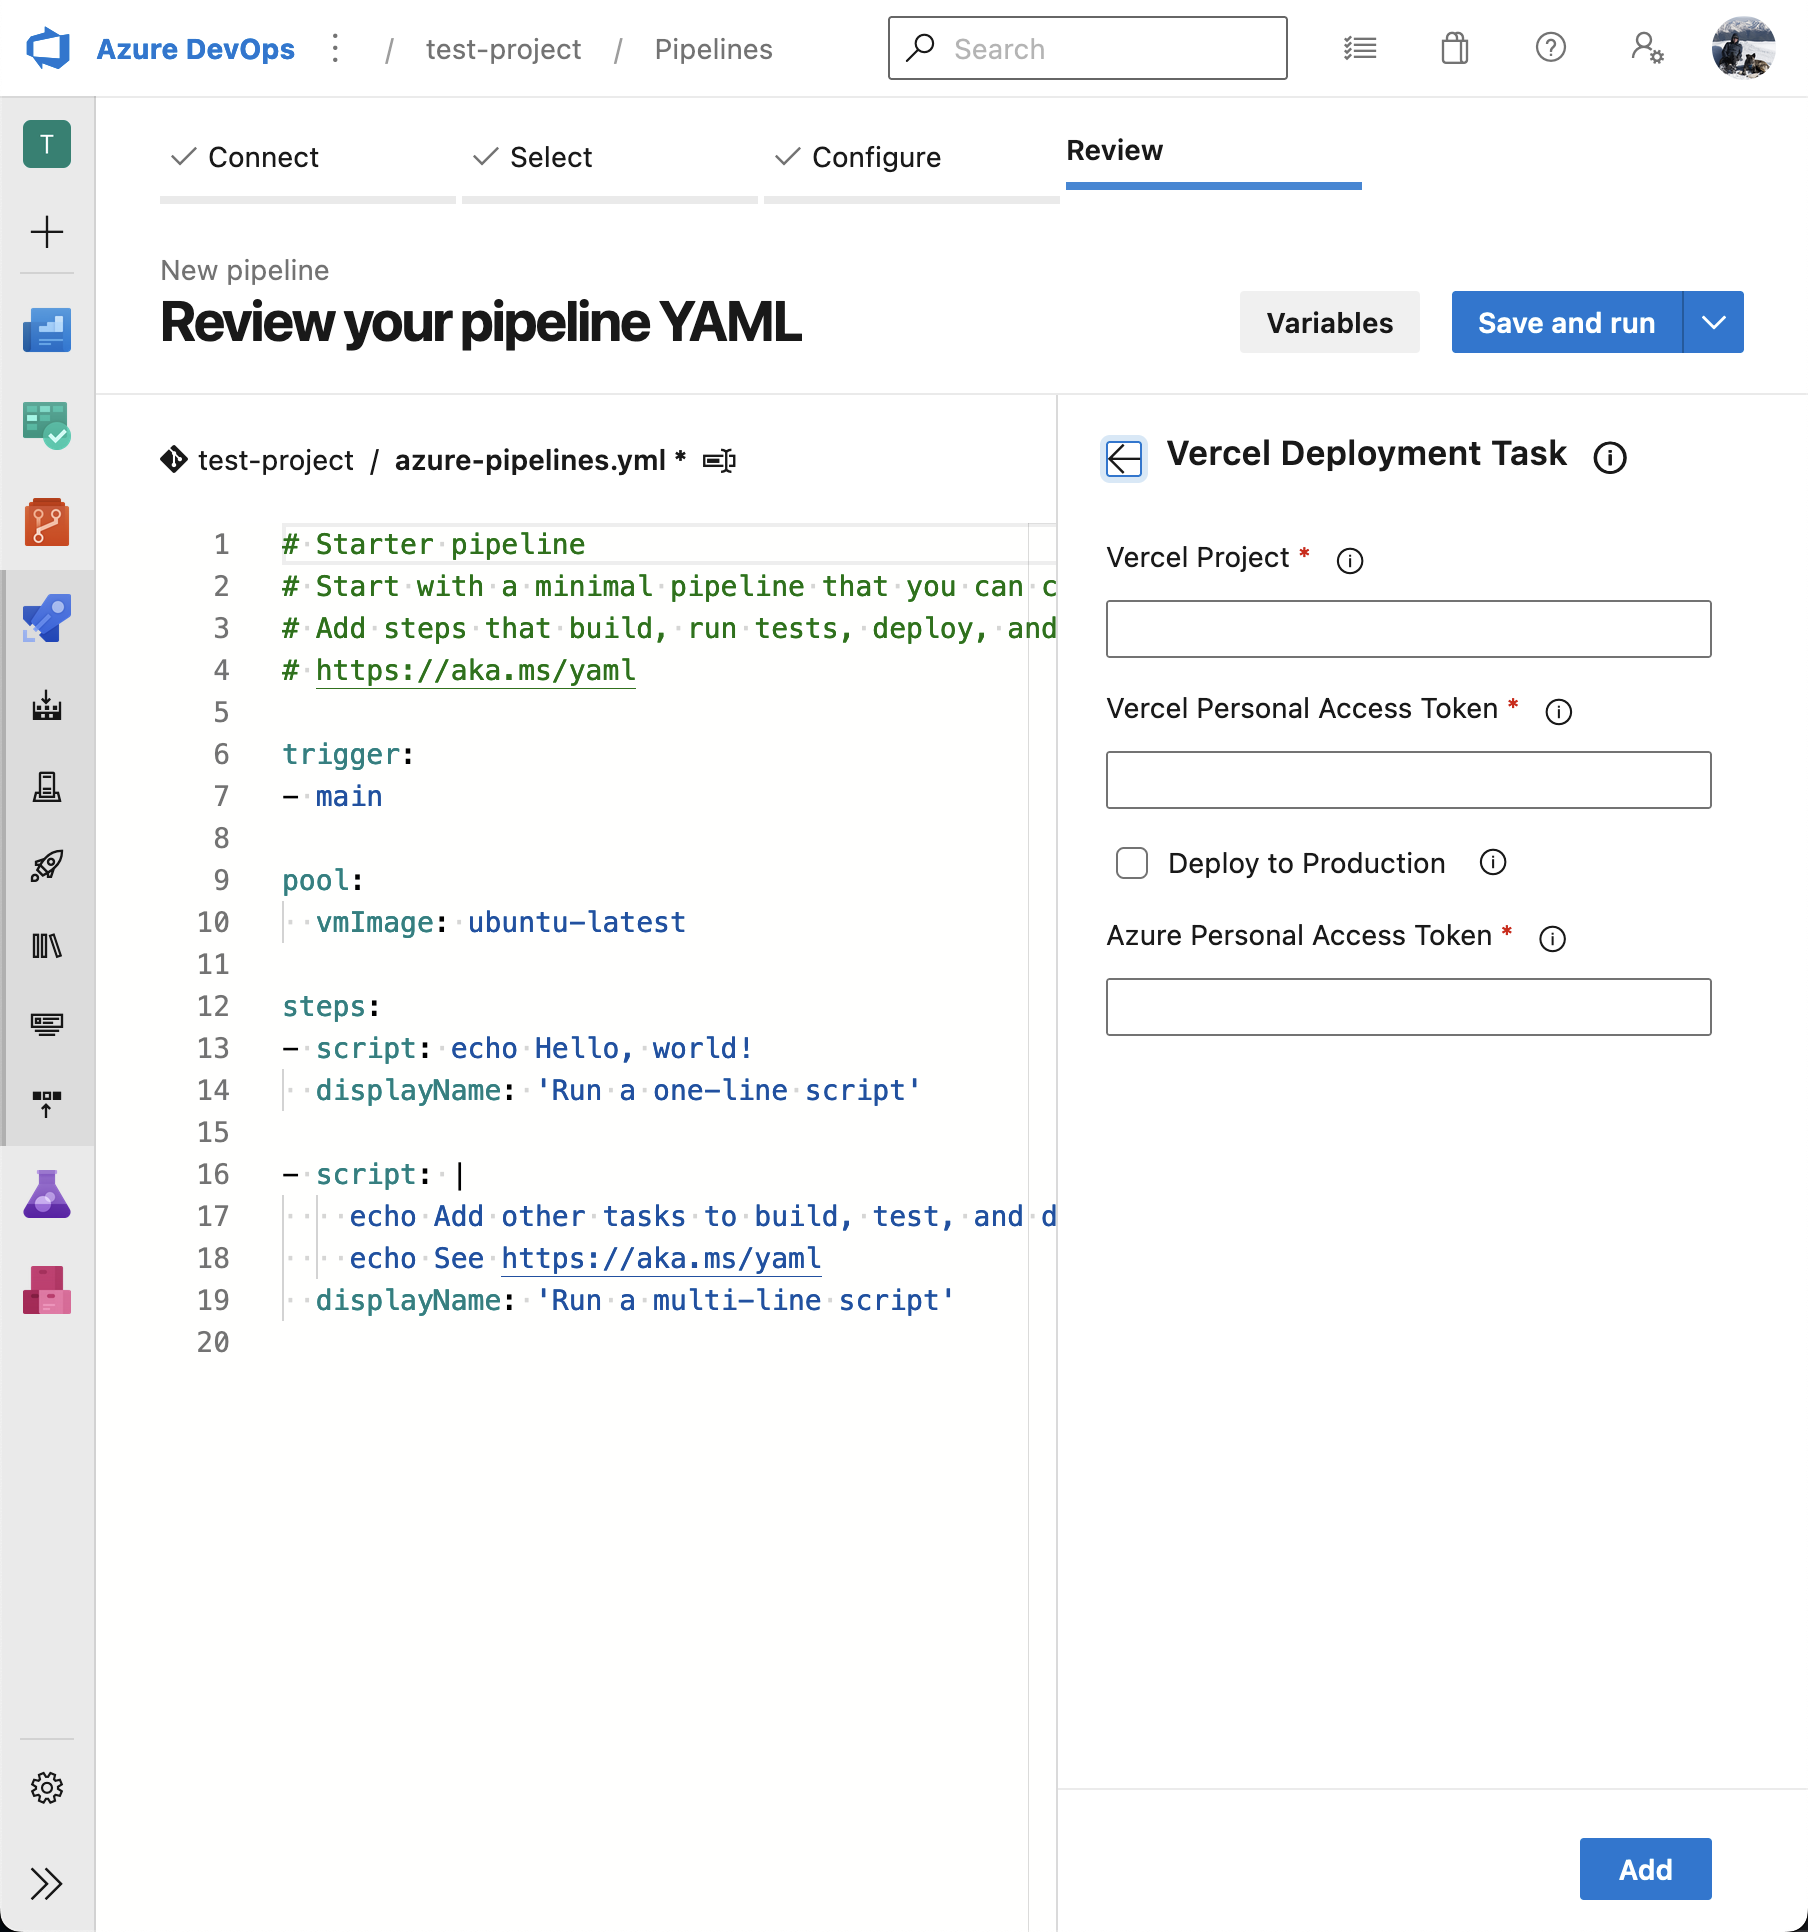 Azure DevOps / test-project / Pipelines
Search
T
Connect
Select
Configure
Review
New pipeline
Review your pipeline YAML
Variables
Save and run
test-project / azure-pipelines.yml *
1 # Starter pipeline
2 # Start with a minimal pipeline that you can c
3 # Add steps that build, run tests, deploy, and
4 # https://aka.ms/yaml
5
6 trigger:
7 - main
8
9 pool:
10   vmImage: ubuntu-latest
11
12 steps:
13 - script: echo Hello, world!
14   displayName: 'Run a one-line script'
15
16 - script: |
17     echo Add other tasks to build, test, and d
18     echo See https://aka.ms/yaml
19   displayName: 'Run a multi-line script'
20
Vercel Deployment Task
Vercel Project *
Vercel Personal Access Token *
Deploy to Production
Azure Personal Access Token *
Add